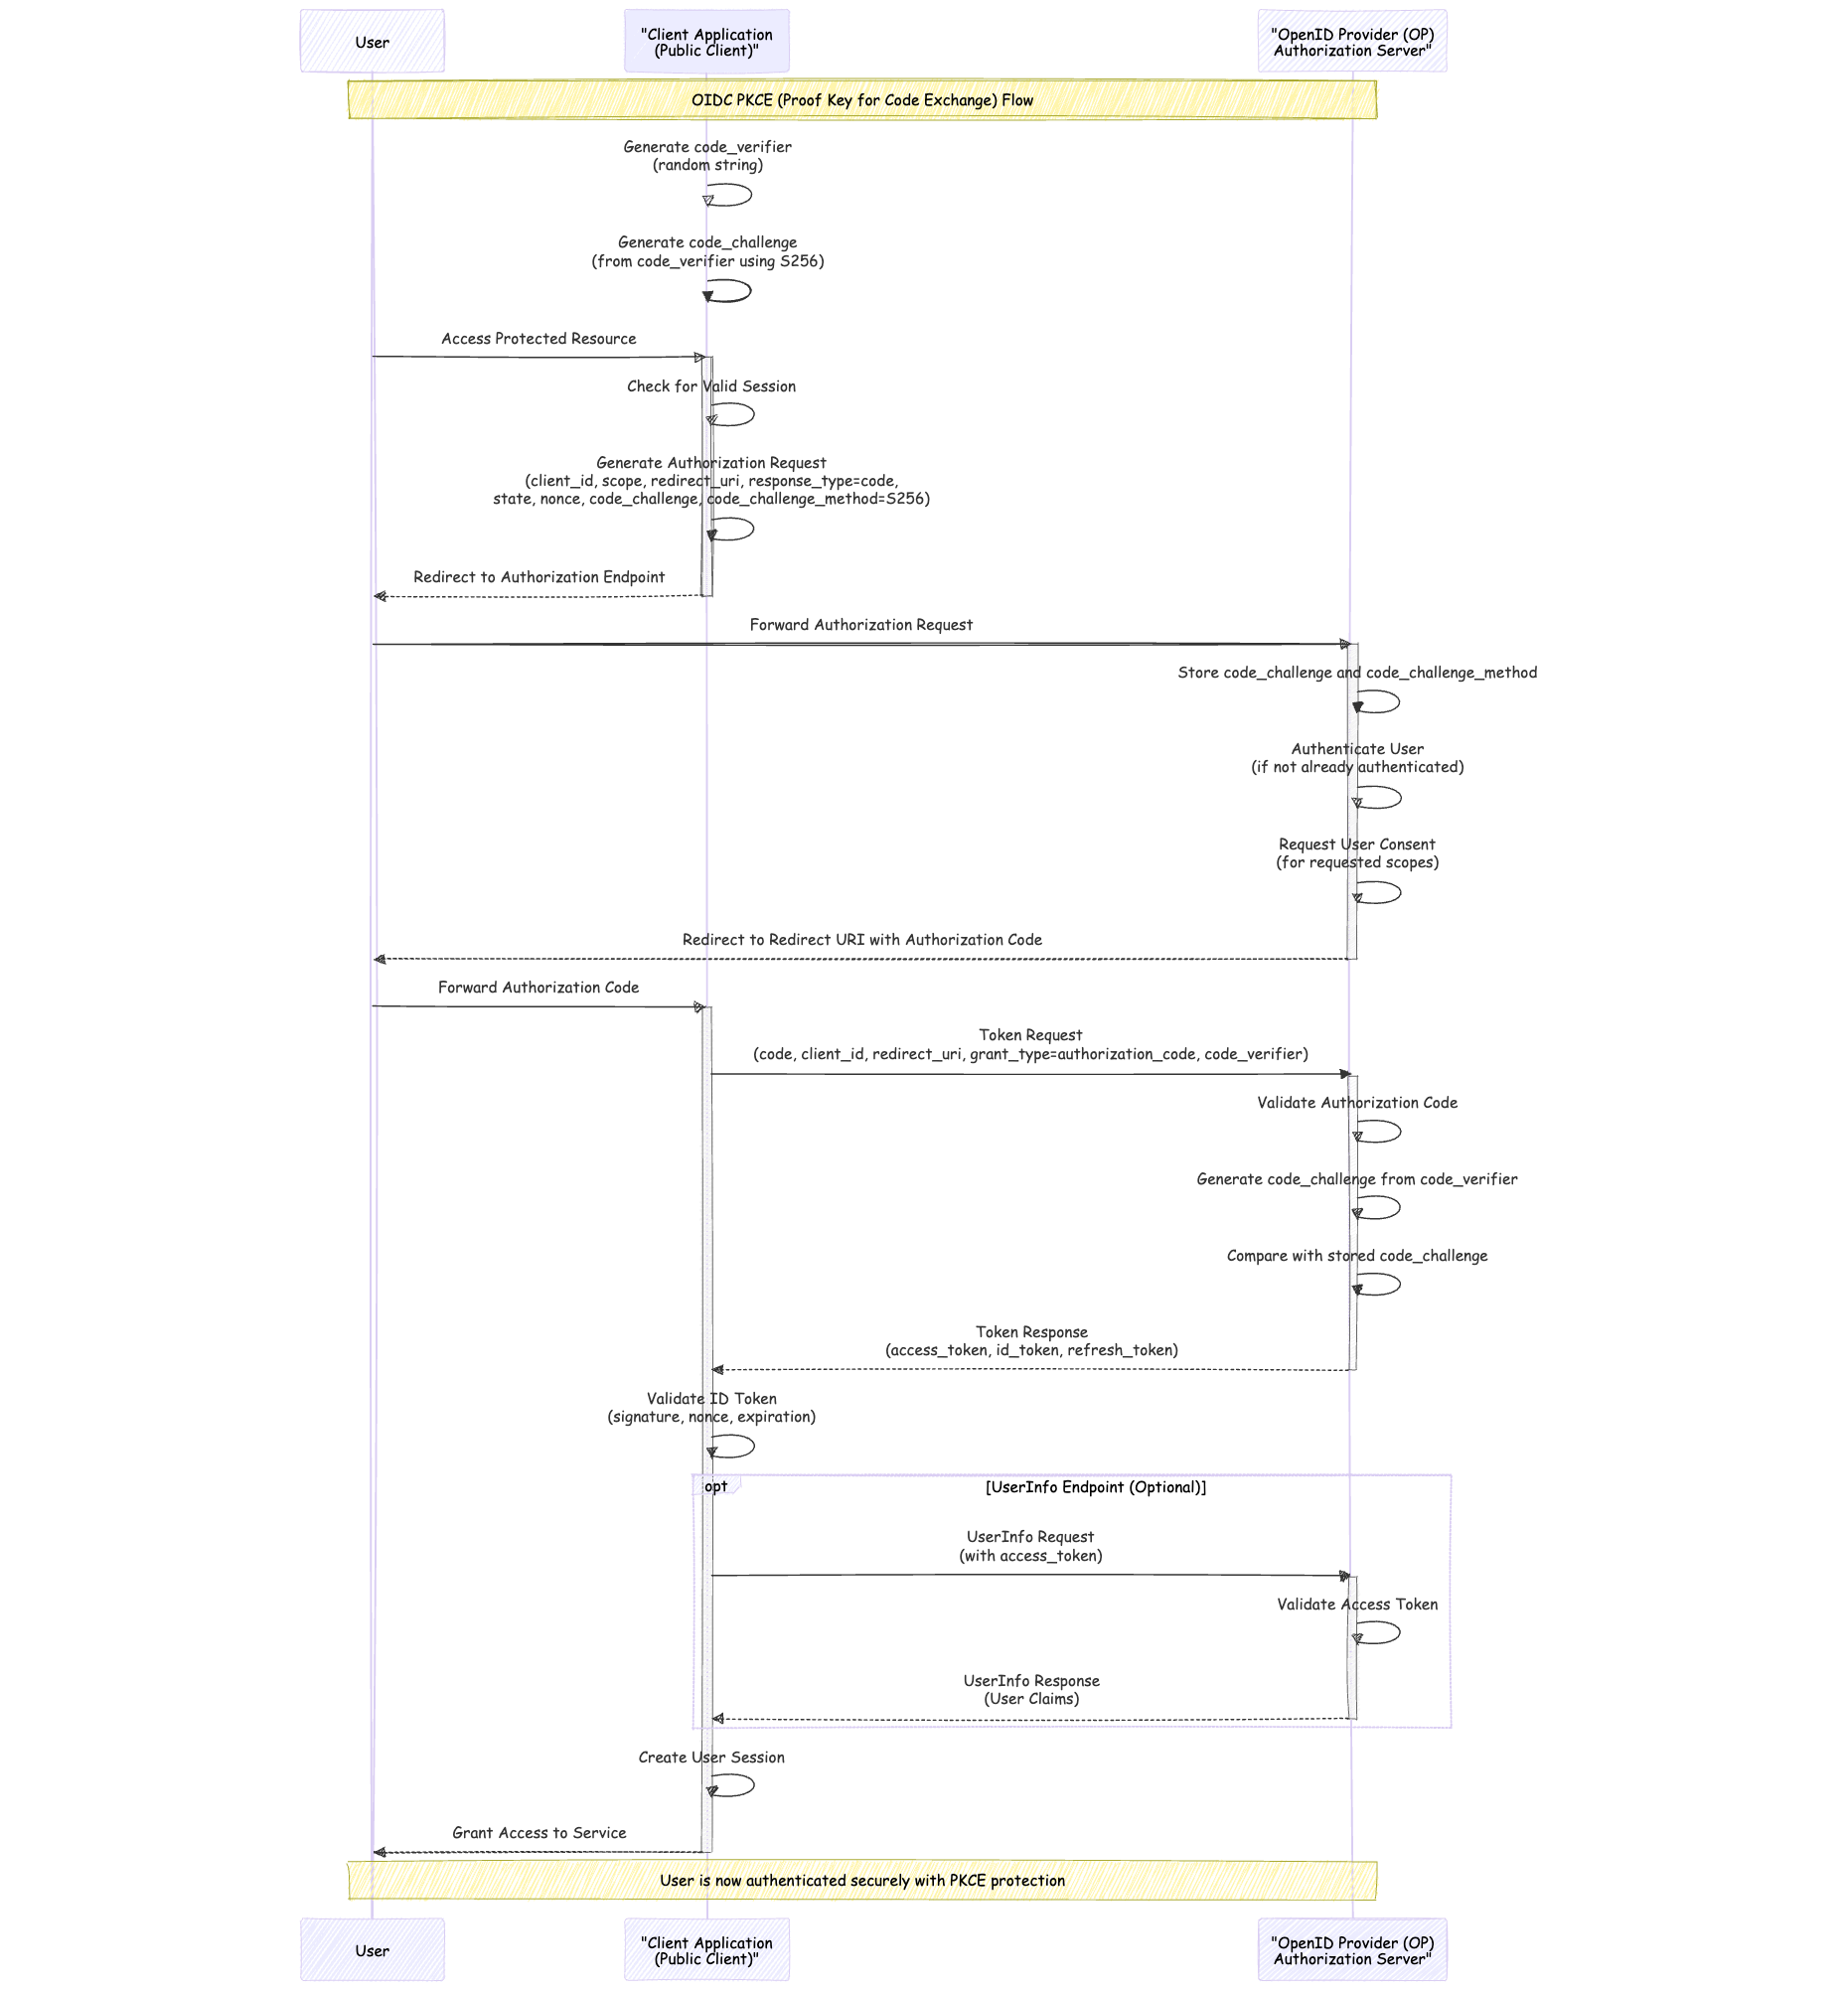 User
"Client Application
(Public Client)"
"OpenID Provider (OP)
Authorization Server"
OIDC PKCE (Proof Key for Code Exchange) Flow
Generate code_verifier
(random string)
Generate code_challenge
(from code_verifier using S256)
Access Protected Resource
Check for Valid Session
Generate Authorization Request
(client_id, scope, redirect_uri, response_type=code,
state, nonce, code_challenge, code_challenge_method=S256)
Redirect to Authorization Endpoint
Forward Authorization Request
Store code_challenge and code_challenge_method
Authenticate User
(if not already authenticated)
Request User Consent
(for requested scopes)
Redirect to Redirect URI with Authorization Code
Forward Authorization Code
Token Request
(code, client_id, redirect_uri, grant_type=authorization_code, code_verifier)
Validate Authorization Code
Generate code_challenge from code_verifier
Compare with stored code_challenge
Token Response
(access_token, id_token, refresh_token)
Validate ID Token
(signature, nonce, expiration)
opt
[UserInfo Endpoint (Optional)]
UserInfo Request
(with access_token)
Validate Access Token
UserInfo Response
(User Claims)
Create User Session
Grant Access to Service
User is now authenticated securely with PKCE protection
User
"Client Application
(Public Client)"
"OpenID Provider (OP)
Authorization Server"